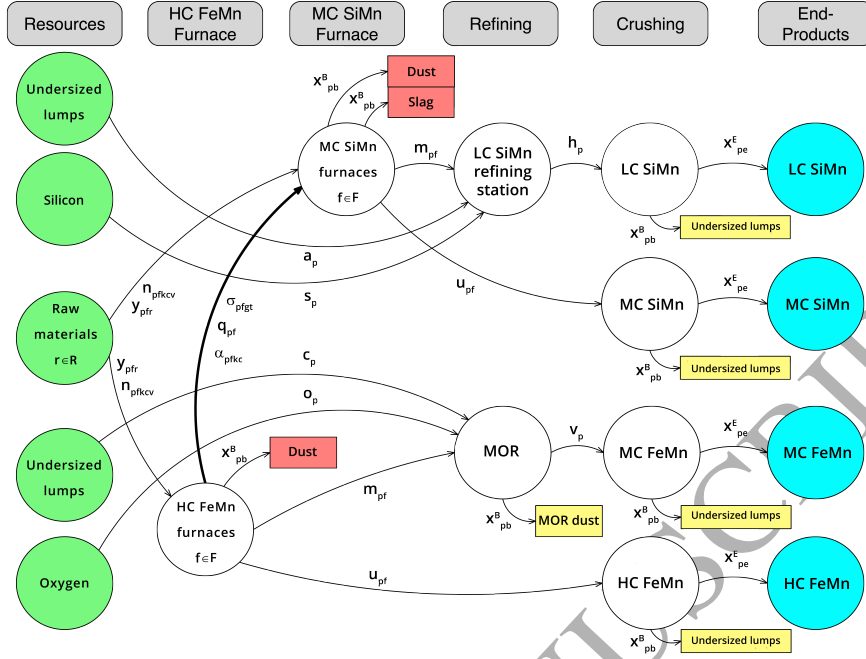 Resources
HC FeMn
Furnace
MC SiMn
Furnace
Refining
Crushing
End-
Products
Undersized
lumps
Silicon
Raw
materials
r∈R
Undersized
lumps
Oxygen
x^B_pb
Dust
x^B_pb
Slag
MC SiMn
furnaces
f∈F
m_pf
LC SiMn
refining
station
h_p
LC SiMn
x^E_pe
LC SiMn
x^B_pb
Undersized lumps
a_p
s_p
u_pf
n_pfkcv
y_pfr
σ_pfgt
q_pf
α_pfkc
MC SiMn
x^E_pe
MC SiMn
x^B_pb
Undersized lumps
y_pfr
n_pfkcv
c_p
o_p
x^B_pb
Dust
HC FeMn
furnaces
f∈F
m_pf
MOR
v_p
MC FeMn
x^E_pe
MC FeMn
x^B_pb
MOR dust
x^B_pb
Undersized lumps
u_pf
HC FeMn
x^E_pe
HC FeMn
x^B_pb
Undersized lumps